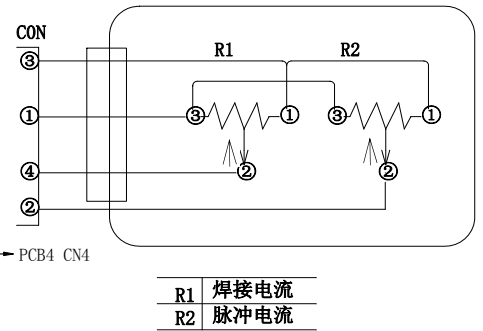 CON
R1 R2
③
① ③ ① ③ ①
④ ② ②
②
PCB4 CN4
R1 焊接电流
R2 脉冲电流